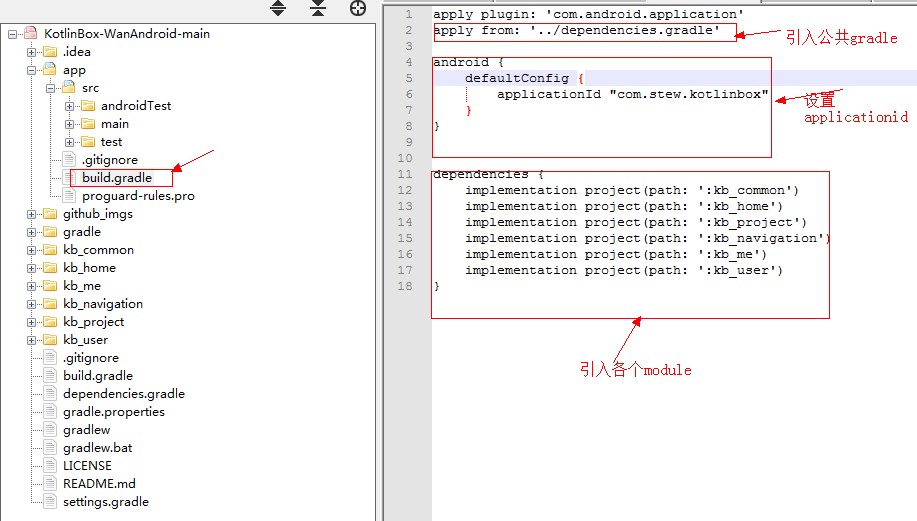 KotlinBox-WanAndroid-main
.idea
app
src
androidTest
main
test
.gitignore
build.gradle
proguard-rules.pro
github_imgs
gradle
kb_common
kb_home
kb_me
kb_navigation
kb_project
kb_user
.gitignore
build.gradle
dependencies.gradle
gradle.properties
gradlew
gradlew.bat
LICENSE
README.md
settings.gradle
1 apply plugin: 'com.android.application'
2 apply from: '../dependencies.gradle'
引入公共gradle
3
4 android {
5 defaultConfig {
6 applicationId "com.stew.kotlinbox"
7 }
8 }
设置
applicationid
9
10
11 dependencies {
12 implementation project(path: ':kb_common')
13 implementation project(path: ':kb_home')
14 implementation project(path: ':kb_project')
15 implementation project(path: ':kb_navigation')
16 implementation project(path: ':kb_me')
17 implementation project(path: ':kb_user')
18 }
引入各个module